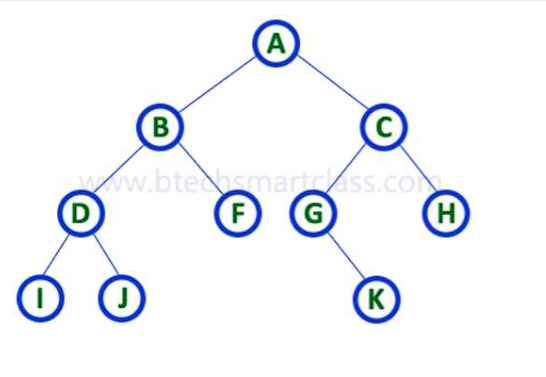 A
B C
www.btechsmartclass.com
D F G H
I J K